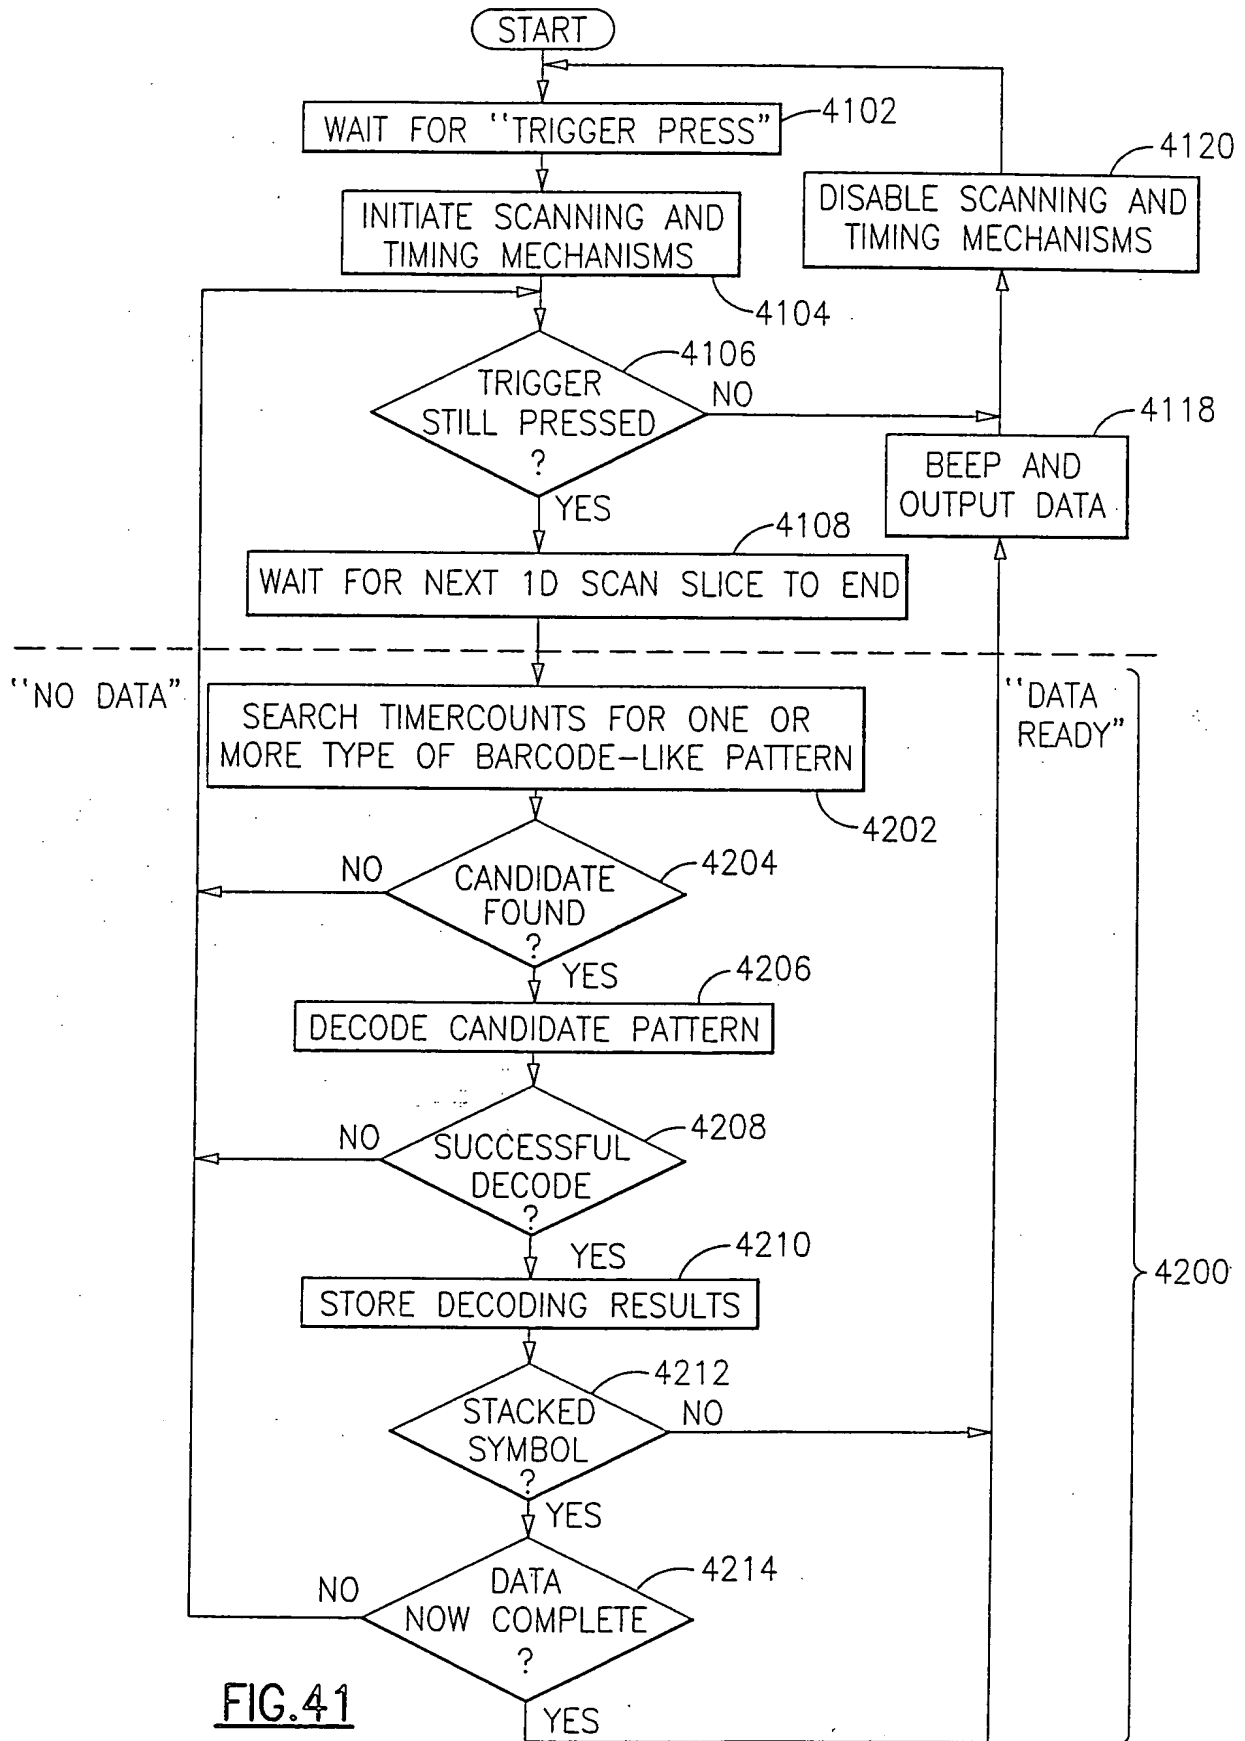 START
WAIT FOR "TRIGGER PRESS"
4102
INITIATE SCANNING AND
TIMING MECHANISMS
4104
DISABLE SCANNING AND
TIMING MECHANISMS
4120
TRIGGER
STILL PRESSED
?
4106
NO
YES
BEEP AND
OUTPUT DATA
4118
WAIT FOR NEXT 1D SCAN SLICE TO END
4108
"NO DATA"
"DATA
READY"
SEARCH TIMERCOUNTS FOR ONE OR
MORE TYPE OF BARCODE-LIKE PATTERN
4202
CANDIDATE
FOUND
?
4204
NO
YES
DECODE CANDIDATE PATTERN
4206
SUCCESSFUL
DECODE
?
4208
NO
YES
STORE DECODING RESULTS
4210
4200
STACKED
SYMBOL
?
4212
NO
YES
DATA
NOW COMPLETE
?
4214
NO
YES
FIG.41